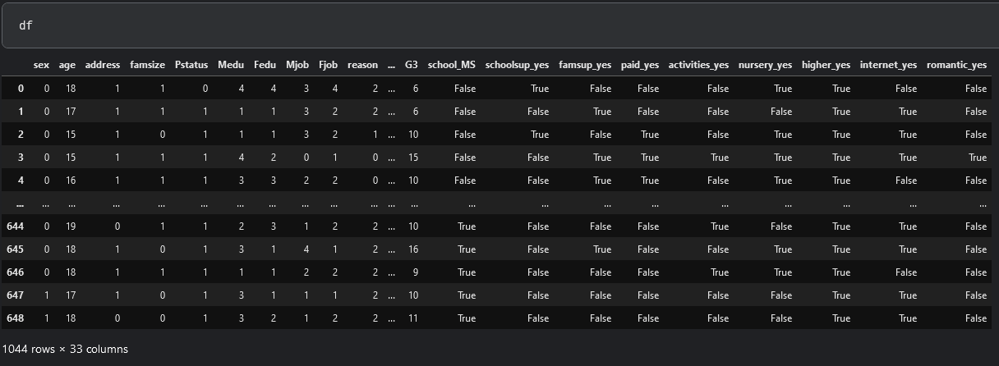 df
sex age address famsize Pstatus Medu Fedu Mjob Fjob reason ... G3 school_MS schoolsup_yes famsup_yes paid_yes activities_yes nursery_yes higher_yes internet_yes romantic_yes
0 0 18 1 1 0 4 4 3 4 2 ... 6 False True False False False True True False False
1 0 17 1 1 1 1 1 3 2 2 ... 6 False False True False False False True True False
2 0 15 1 0 1 1 1 3 2 1 ... 10 False True False True False True True True False
3 0 15 1 1 1 4 2 0 1 0 ... 15 False False True True True True True True True
4 0 16 1 1 1 3 3 2 2 0 ... 10 False False True True False True True False False
... ... ... ... ... ... ... ... ... ... ... ... ... ... ... ... ... ... ... ... ... ...
644 0 19 0 1 1 2 3 1 2 2 ... 10 True False False False True False True True False
645 0 18 1 0 1 3 1 4 1 2 ... 16 True False True False False True True True False
646 0 18 1 1 1 1 1 2 2 2 ... 9 True False False False True True True False False
647 1 17 1 0 1 3 1 1 1 2 ... 10 True False False False False False True True False
648 1 18 0 0 1 3 2 1 2 2 ... 11 True False False False False False True True False
1044 rows × 33 columns